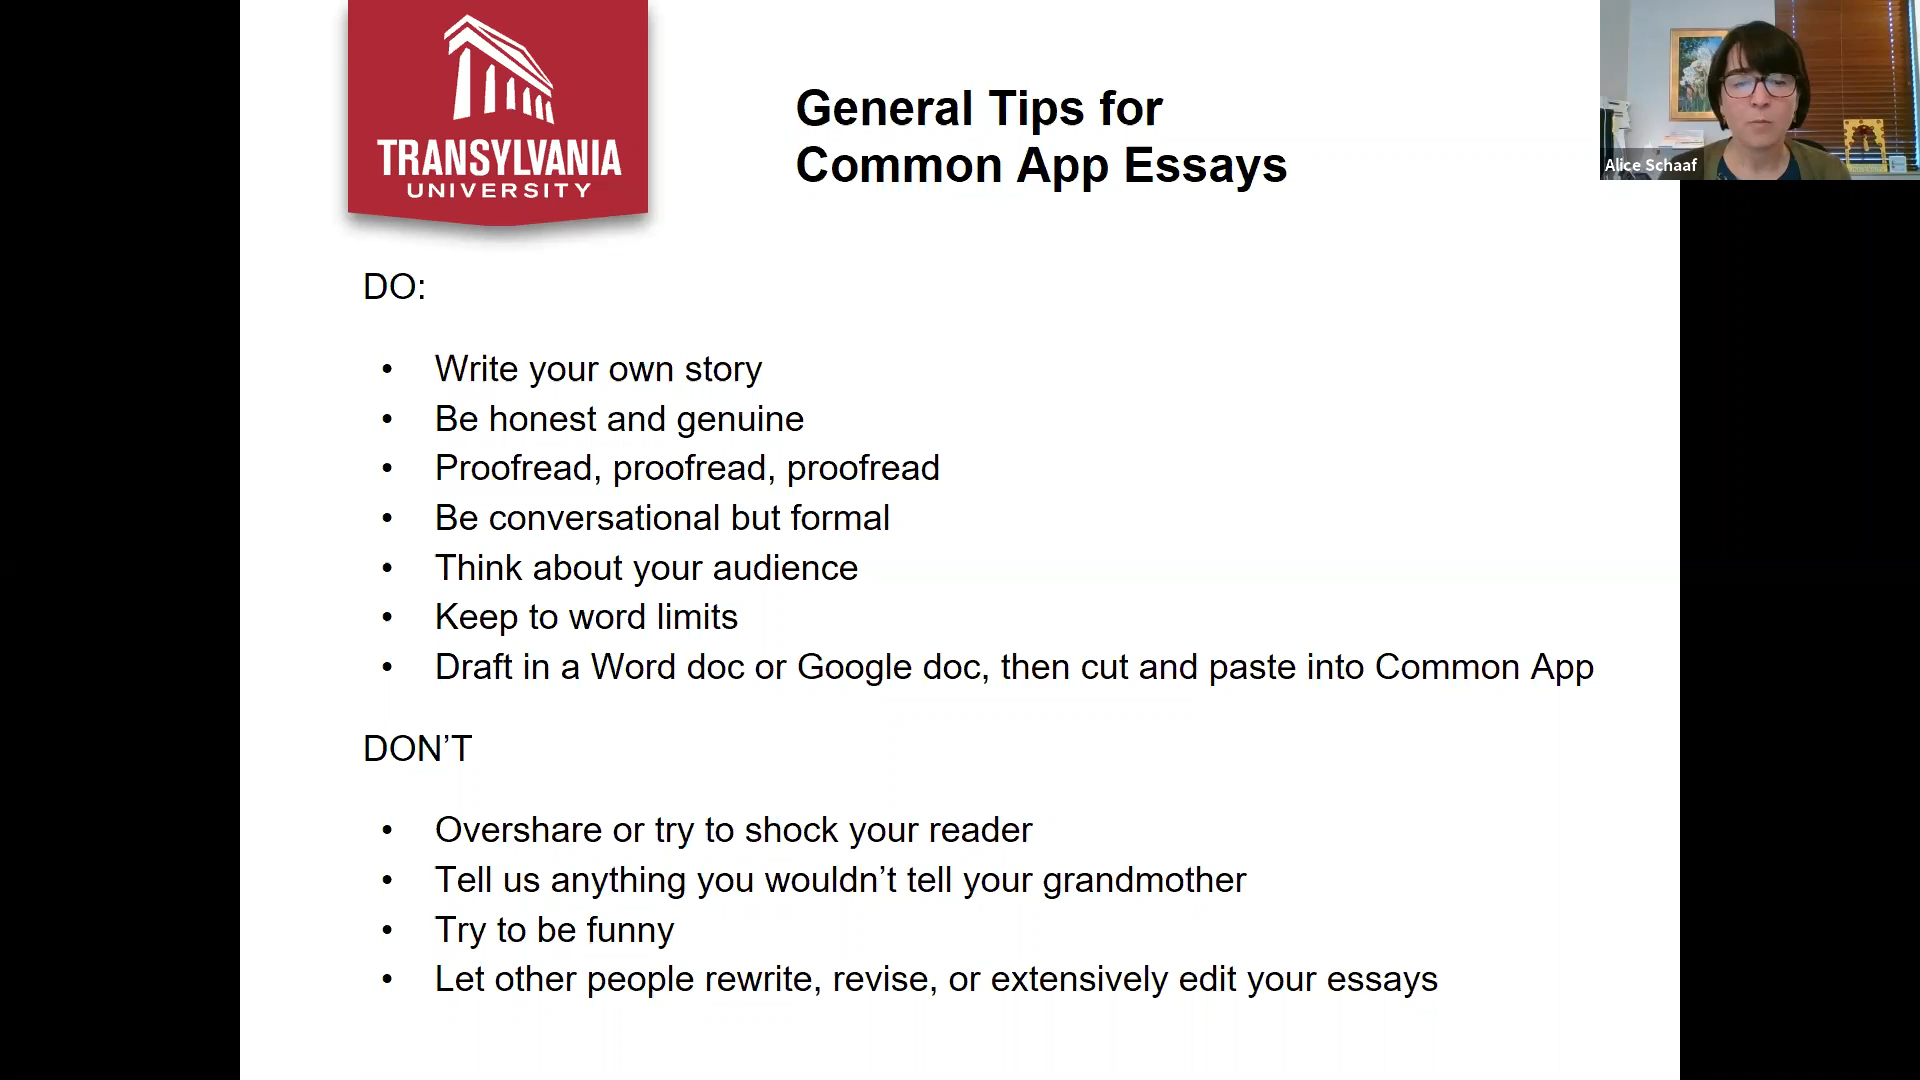 TRANSYLVANIA
UNIVERSITY
General Tips for
Common App Essays
Alice Schaaf
DO:
• Write your own story
• Be honest and genuine
• Proofread, proofread, proofread
• Be conversational but formal
• Think about your audience
• Keep to word limits
• Draft in a Word doc or Google doc, then cut and paste into Common App
DON’T
• Overshare or try to shock your reader
• Tell us anything you wouldn’t tell your grandmother
• Try to be funny
• Let other people rewrite, revise, or extensively edit your essays